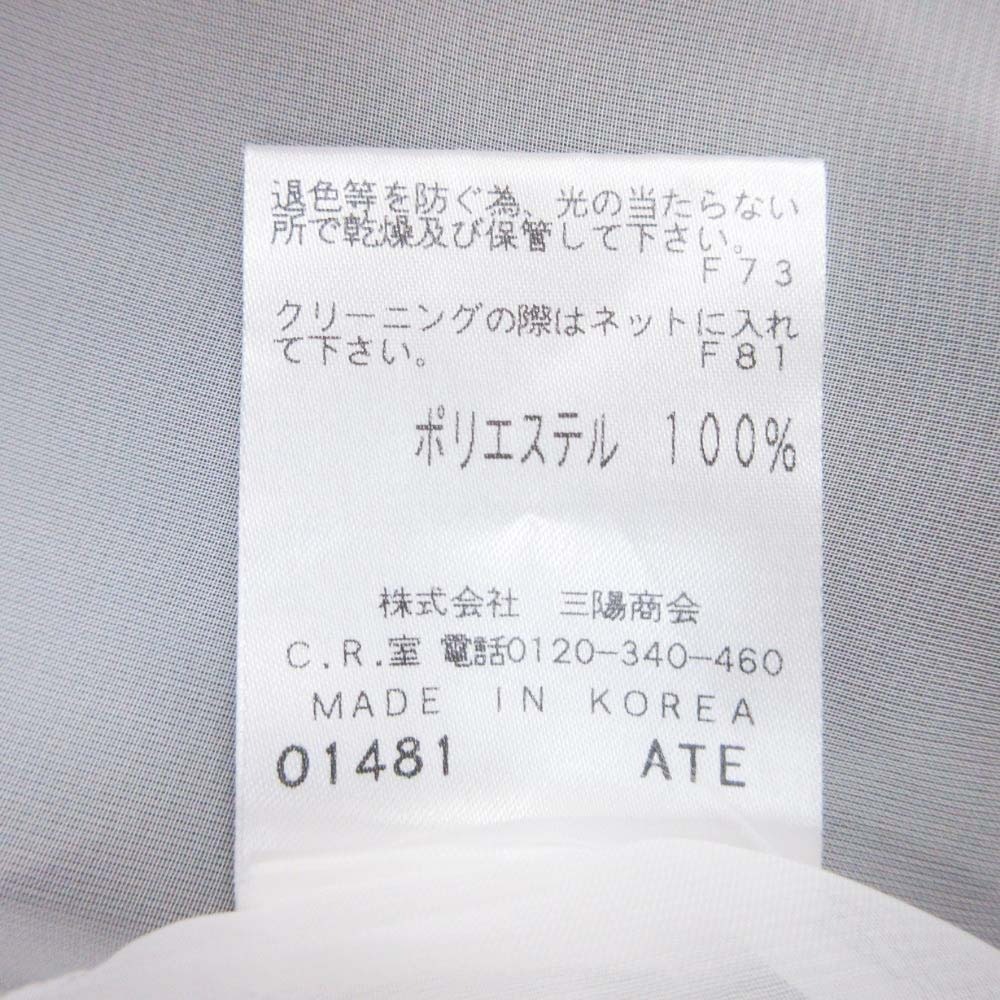 退色等を防ぐ為、光の当たらない
所で乾燥及び保管して下さい。
F73
クリーニングの際はネットに入れ
て下さい。 F81
ポリエステル 100%
株式会社 三陽商会
C.R.室 電話0120-340-460
MADE IN KOREA
01481 ATE